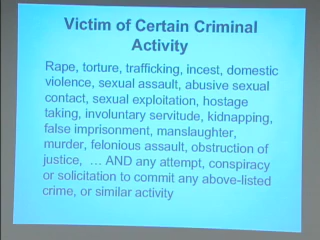 Victim of Certain Criminal
Activity
Rape, torture, trafficking, incest, domestic
violence, sexual assault, abusive sexual
contact, sexual exploitation, hostage
taking, involuntary servitude, kidnapping,
false imprisonment, manslaughter,
murder, felonious assault, obstruction of
justice, … AND any attempt, conspiracy
or solicitation to commit any above-listed
crime, or similar activity